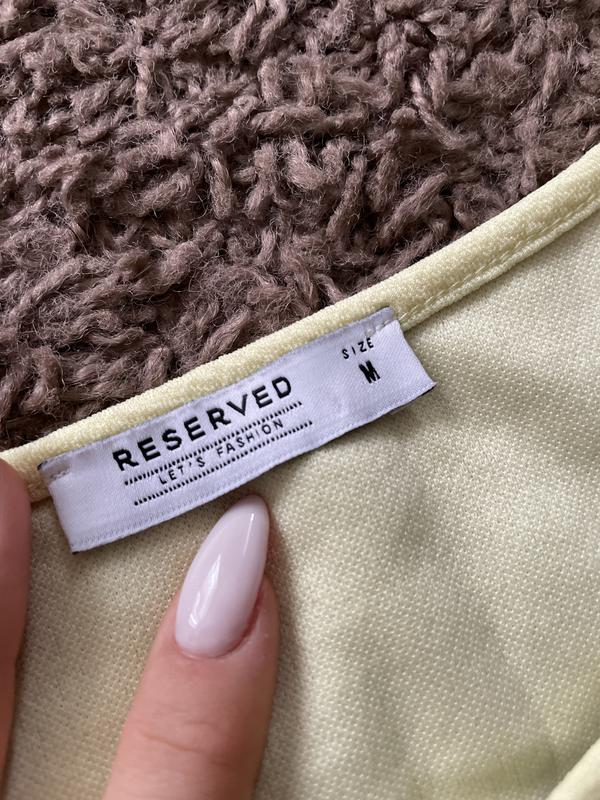 RESERVED
LET'S FASHION
SIZE
M